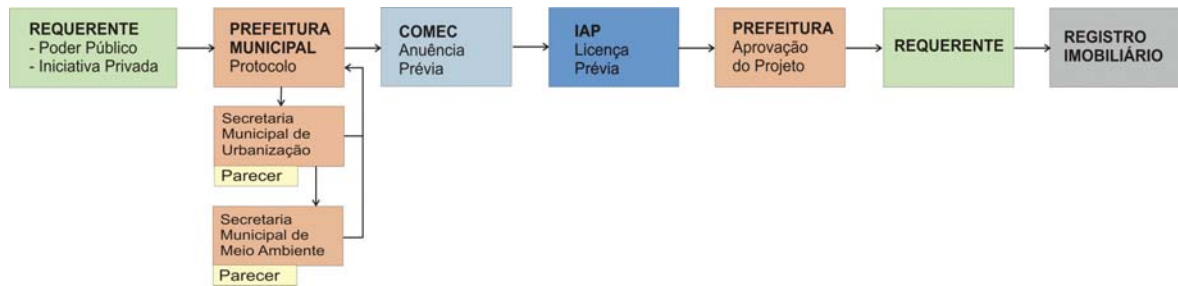 REQUERENTE
- Poder Público
- Iniciativa Privada
PREFEITURA
MUNICIPAL
Protocolo
COMEC
Anuência
Prévia
IAP
Licença
Prévia
PREFEITURA
Aprovação
do Projeto
REQUERENTE
REGISTRO
IMOBILIÁRIO
Secretaria
Municipal de
Urbanização
Parecer
Secretaria
Municipal de
Meio Ambiente
Parecer